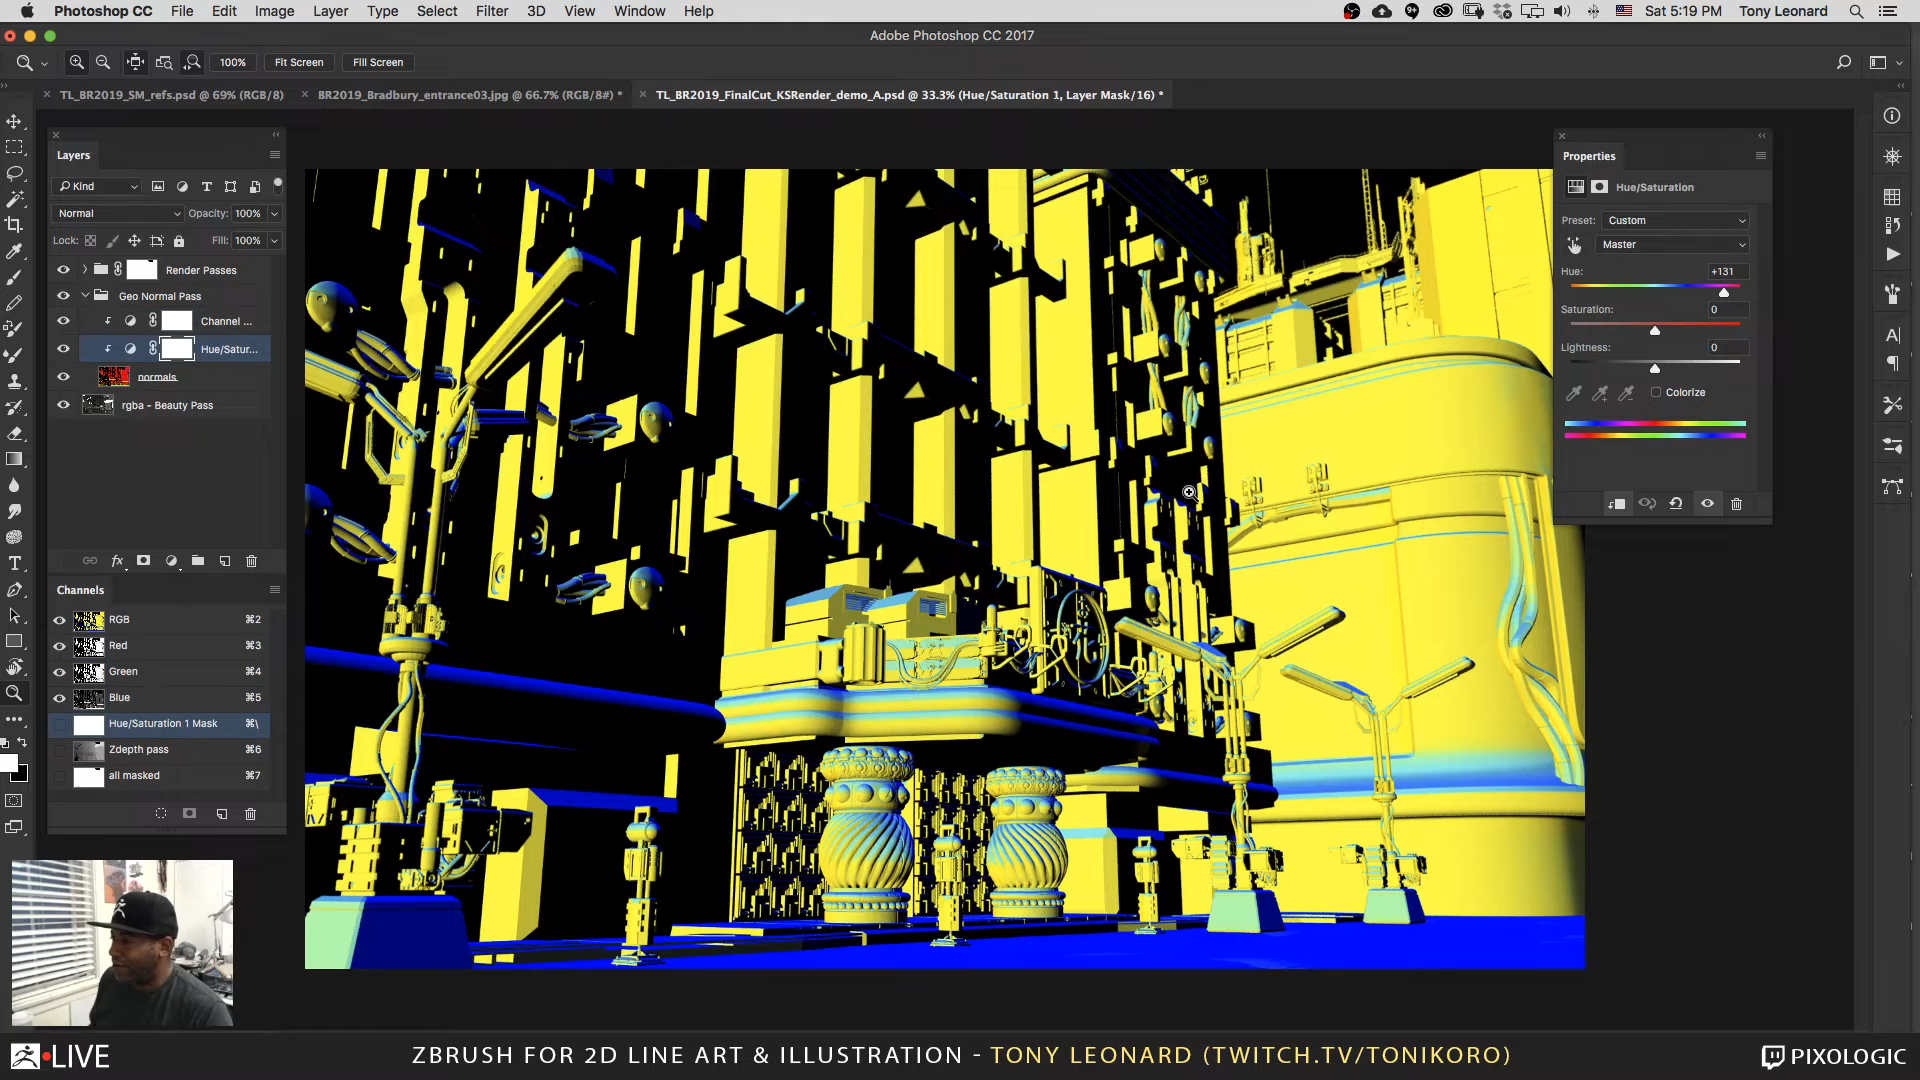 Photoshop CC File Edit Image Layer Type Select Filter 3D View Window Help
9+ Sat 5:19 PM Tony Leonard
Adobe Photoshop CC 2017
100% Fit Screen Fill Screen
TL_BR2019_SM_refs.psd @ 69% (RGB/8)
BR2019_Bradbury_entrance03.jpg @ 66.7% (RGB/8#) *
TL_BR2019_FinalCut_KSRender_demo_A.psd @ 33.3% (Hue/Saturation 1, Layer Mask/16) *
Layers
Kind
Normal Opacity: 100%
Lock: Fill: 100%
Render Passes
Geo Normal Pass
Channel ...
Hue/Satur...
normals
rgba - Beauty Pass
fx
Channels
RGB ⌘2
Red ⌘3
Green ⌘4
Blue ⌘5
Hue/Saturation 1 Mask ⌘\
Zdepth pass ⌘6
all masked ⌘7
Properties
Hue/Saturation
Preset: Custom
Master
Hue: +131
Saturation: 0
Lightness: 0
Colorize
LIVE
ZBRUSH FOR 2D LINE ART & ILLUSTRATION - TONY LEONARD (TWITCH.TV/TONIKORO)
PIXOLOGIC